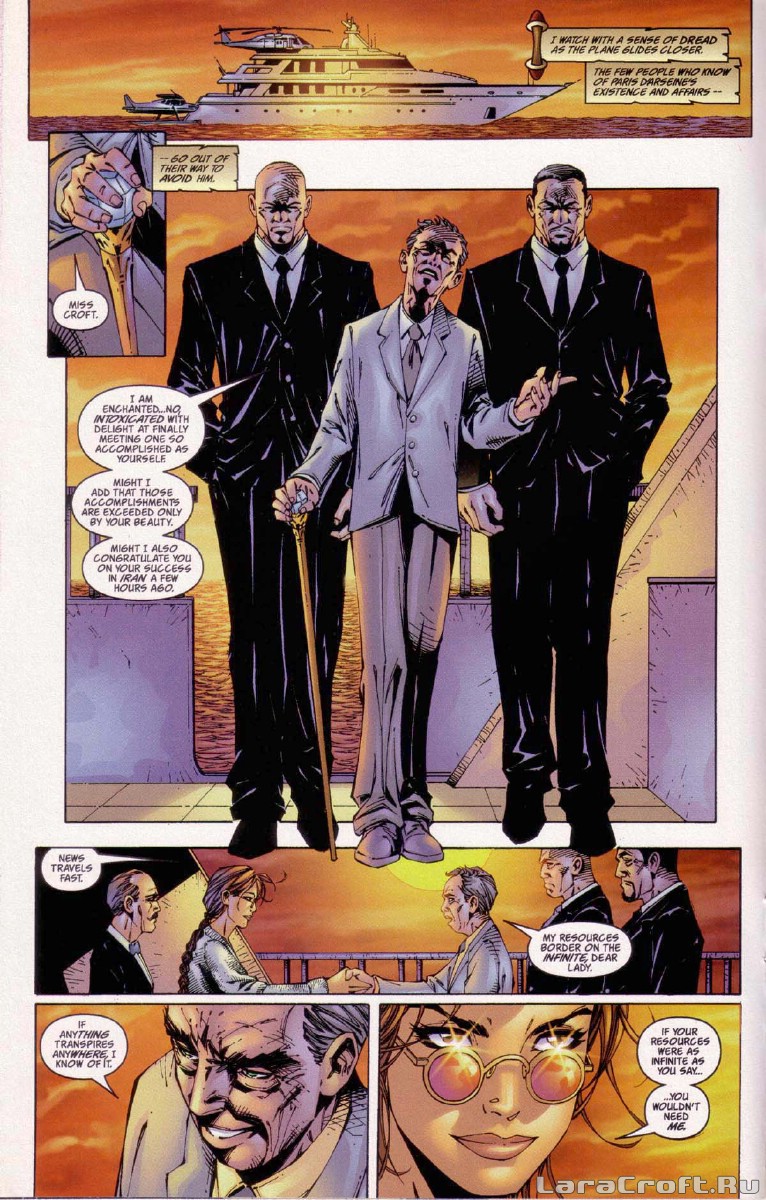 I WATCH WITH A SENSE OF DREAD
AS THE PLANE GLIDES CLOSER.
THE FEW PEOPLE WHO KNOW
OF PARIS DARSEINE'S
EXISTENCE AND AFFAIRS --
-- GO OUT OF
THEIR WAY TO
AVOID HIM.
MISS
CROFT.
I AM
ENCHANTED...NO,
INTOXICATED WITH
DELIGHT AT FINALLY
MEETING ONE SO
ACCOMPLISHED AS
YOURSELF.
MIGHT I
ADD THAT THOSE
ACCOMPLISHMENTS
ARE EXCEEDED ONLY
BY YOUR BEAUTY.
MIGHT I ALSO
CONGRATULATE YOU
ON YOUR SUCCESS
IN IRAN A FEW
HOURS AGO.
NEWS
TRAVELS
FAST.
MY RESOURCES
BORDER ON THE
INFINITE, DEAR
LADY.
IF
ANYTHING
TRANSPIRES
ANYWHERE, I
KNOW OF IT.
IF YOUR
RESOURCES
WERE AS
INFINITE AS
YOU SAY...
...YOU
WOULDN'T
NEED
ME.
LaraCroft.Ru